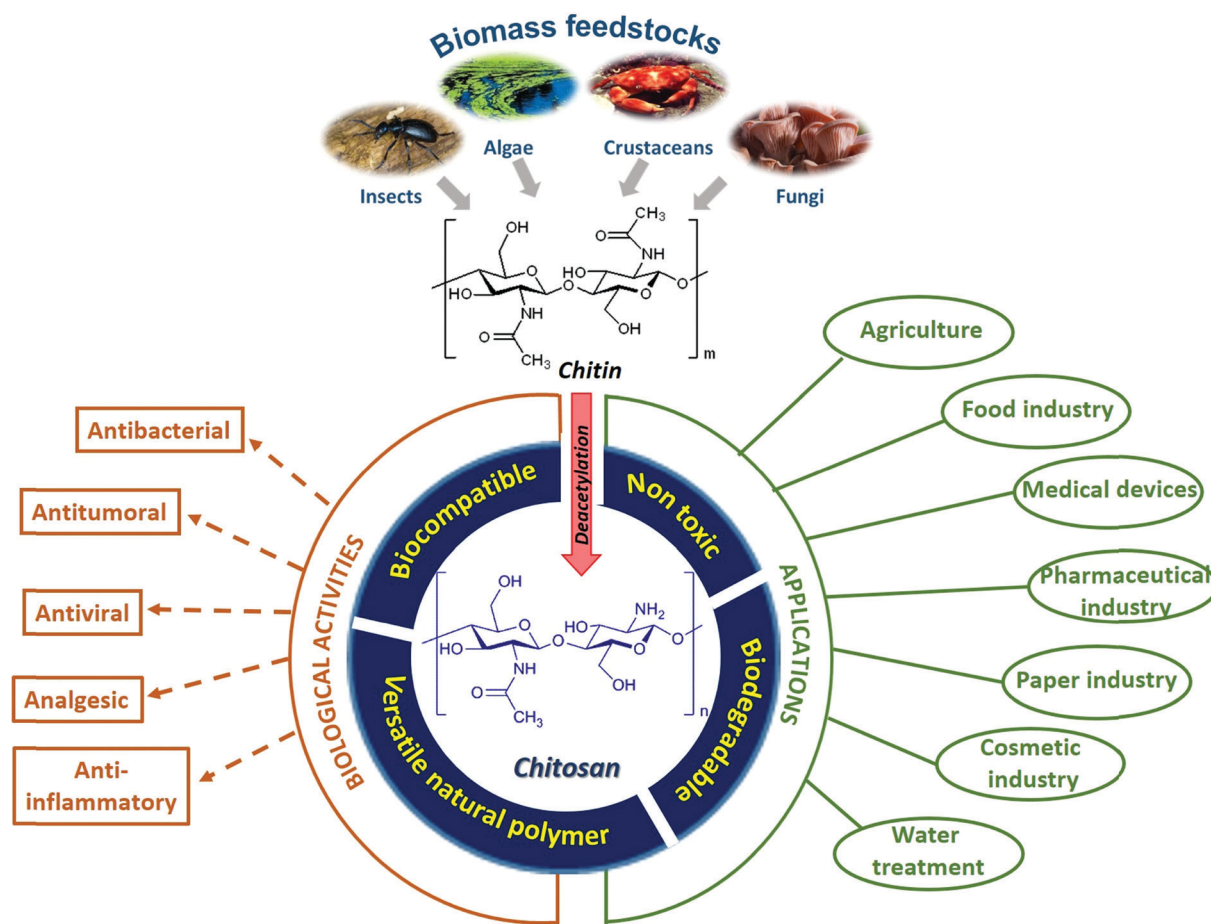 Biomass feedstocks
Insects
Algae
Crustaceans
Fungi
OH
O
HO
NH
O
CH3
O
O
CH3
NH
HO
O
O
OH
m
Chitin
Deacetylation
Biocompatible
Non toxic
Biodegradable
Versatile natural polymer
OH
O
HO
NH
O
CH3
O
NH2
HO
O
O
OH
n
Chitosan
BIOLOGICAL ACTIVITIES
Antibacterial
Antitumoral
Antiviral
Analgesic
Anti-
inflammatory
APPLICATIONS
Agriculture
Food industry
Medical devices
Pharmaceutical
industry
Paper industry
Cosmetic
industry
Water
treatment